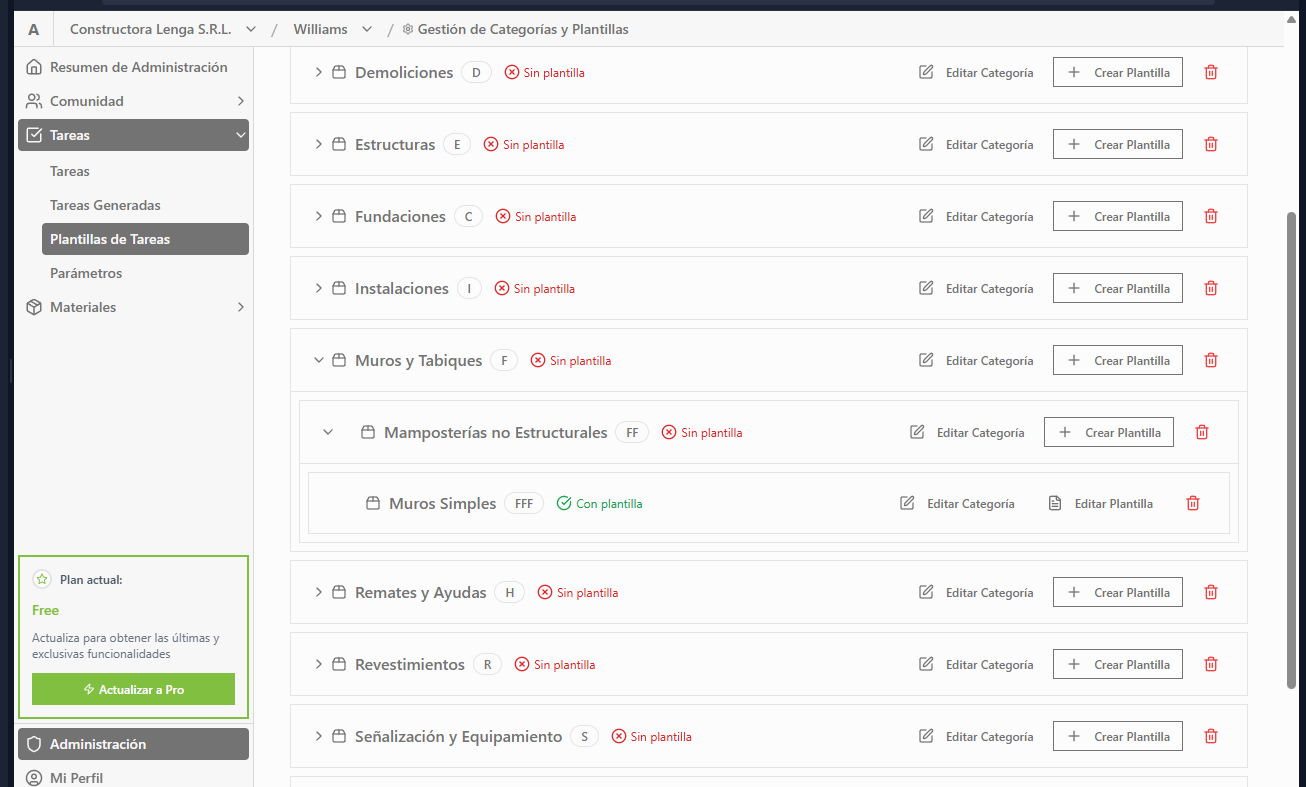 A Constructora Lenga S.R.L. / Williams / Gestión de Categorías y Plantillas
Resumen de Administración
Comunidad
Tareas
Tareas
Tareas Generadas
Plantillas de Tareas
Parámetros
Materiales
Plan actual:
Free
Actualiza para obtener las últimas y
exclusivas funcionalidades
Actualizar a Pro
Administración
Mi Perfil
Demoliciones D Sin plantilla Editar Categoría + Crear Plantilla
Estructuras E Sin plantilla Editar Categoría + Crear Plantilla
Fundaciones C Sin plantilla Editar Categoría + Crear Plantilla
Instalaciones I Sin plantilla Editar Categoría + Crear Plantilla
Muros y Tabiques F Sin plantilla Editar Categoría + Crear Plantilla
Mamposterías no Estructurales FF Sin plantilla Editar Categoría + Crear Plantilla
Muros Simples FFF Con plantilla Editar Categoría Editar Plantilla
Remates y Ayudas H Sin plantilla Editar Categoría + Crear Plantilla
Revestimientos R Sin plantilla Editar Categoría + Crear Plantilla
Señalización y Equipamiento S Sin plantilla Editar Categoría + Crear Plantilla